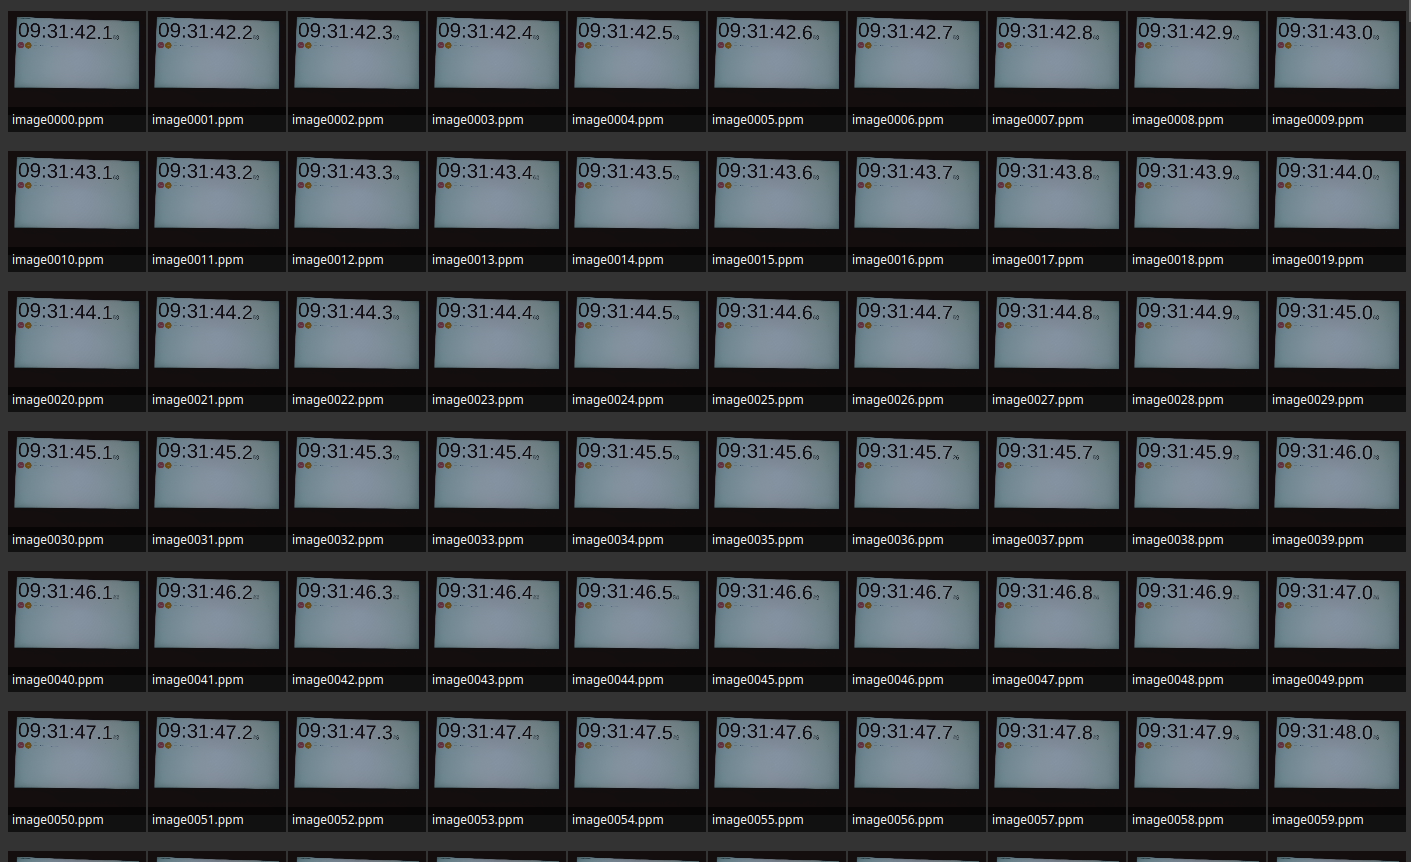 09:31:42.1 09:31:42.2 09:31:42.3 09:31:42.4 09:31:42.5 09:31:42.6 09:31:42.7 09:31:42.8 09:31:42.9 09:31:43.0
image0000.ppm image0001.ppm image0002.ppm image0003.ppm image0004.ppm image0005.ppm image0006.ppm image0007.ppm image0008.ppm image0009.ppm
09:31:43.1 09:31:43.2 09:31:43.3 09:31:43.4 09:31:43.5 09:31:43.6 09:31:43.7 09:31:43.8 09:31:43.9 09:31:44.0
image0010.ppm image0011.ppm image0012.ppm image0013.ppm image0014.ppm image0015.ppm image0016.ppm image0017.ppm image0018.ppm image0019.ppm
09:31:44.1 09:31:44.2 09:31:44.3 09:31:44.4 09:31:44.5 09:31:44.6 09:31:44.7 09:31:44.8 09:31:44.9 09:31:45.0
image0020.ppm image0021.ppm image0022.ppm image0023.ppm image0024.ppm image0025.ppm image0026.ppm image0027.ppm image0028.ppm image0029.ppm
09:31:45.1 09:31:45.2 09:31:45.3 09:31:45.4 09:31:45.5 09:31:45.6 09:31:45.7 09:31:45.7 09:31:45.9 09:31:46.0
image0030.ppm image0031.ppm image0032.ppm image0033.ppm image0034.ppm image0035.ppm image0036.ppm image0037.ppm image0038.ppm image0039.ppm
09:31:46.1 09:31:46.2 09:31:46.3 09:31:46.4 09:31:46.5 09:31:46.6 09:31:46.7 09:31:46.8 09:31:46.9 09:31:47.0
image0040.ppm image0041.ppm image0042.ppm image0043.ppm image0044.ppm image0045.ppm image0046.ppm image0047.ppm image0048.ppm image0049.ppm
09:31:47.1 09:31:47.2 09:31:47.3 09:31:47.4 09:31:47.5 09:31:47.6 09:31:47.7 09:31:47.8 09:31:47.9 09:31:48.0
image0050.ppm image0051.ppm image0052.ppm image0053.ppm image0054.ppm image0055.ppm image0056.ppm image0057.ppm image0058.ppm image0059.ppm